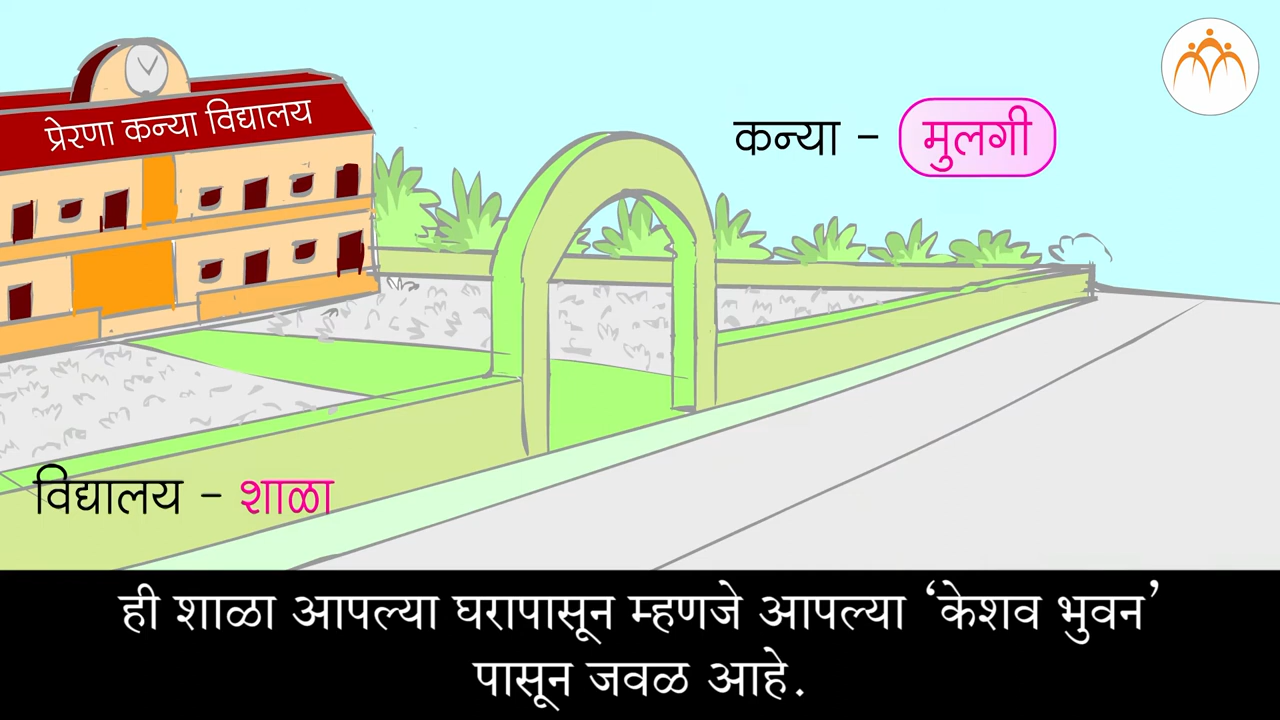 प्रेरणा कन्या विद्यालय
कन्या - मुलगी
विद्यालय - शाळा
ही शाळा आपल्या घरापासून म्हणजे आपल्या ‘केशव भुवन’
पासून जवळ आहे.